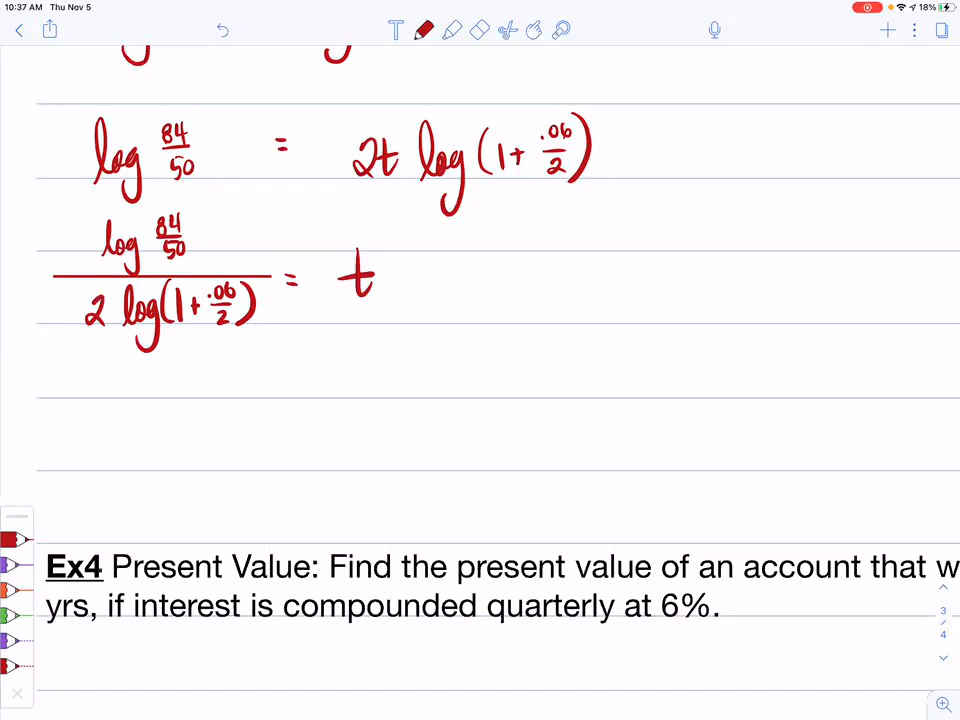 10:37 AM Thu Nov 5
18%
log 84/50 = 2t log(1+ .06/2)
log 84/50 / 2 log(1+ .06/2) = t
Ex4 Present Value: Find the present value of an account that w
yrs, if interest is compounded quarterly at 6%.
3/4